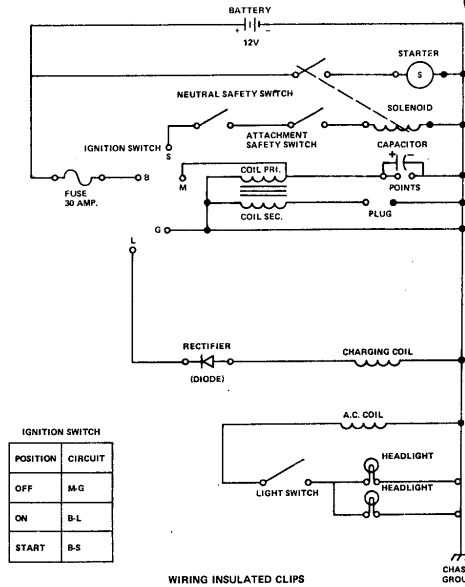 BATTERY
+ −
12V
STARTER
S
NEUTRAL SAFETY SWITCH
SOLENOID
IGNITION SWITCH
S
ATTACHMENT
SAFETY SWITCH
CAPACITOR
+ −
FUSE
30 AMP.
B
M
COIL PRI.
POINTS
COIL SEC.
PLUG
G
L
RECTIFIER
(DIODE)
CHARGING COIL
A.C. COIL
IGNITION SWITCH
POSITION CIRCUIT
OFF M-G
ON B-L
START B-S
HEADLIGHT
HEADLIGHT
LIGHT SWITCH
CHAS
GROU
WIRING INSULATED CLIPS